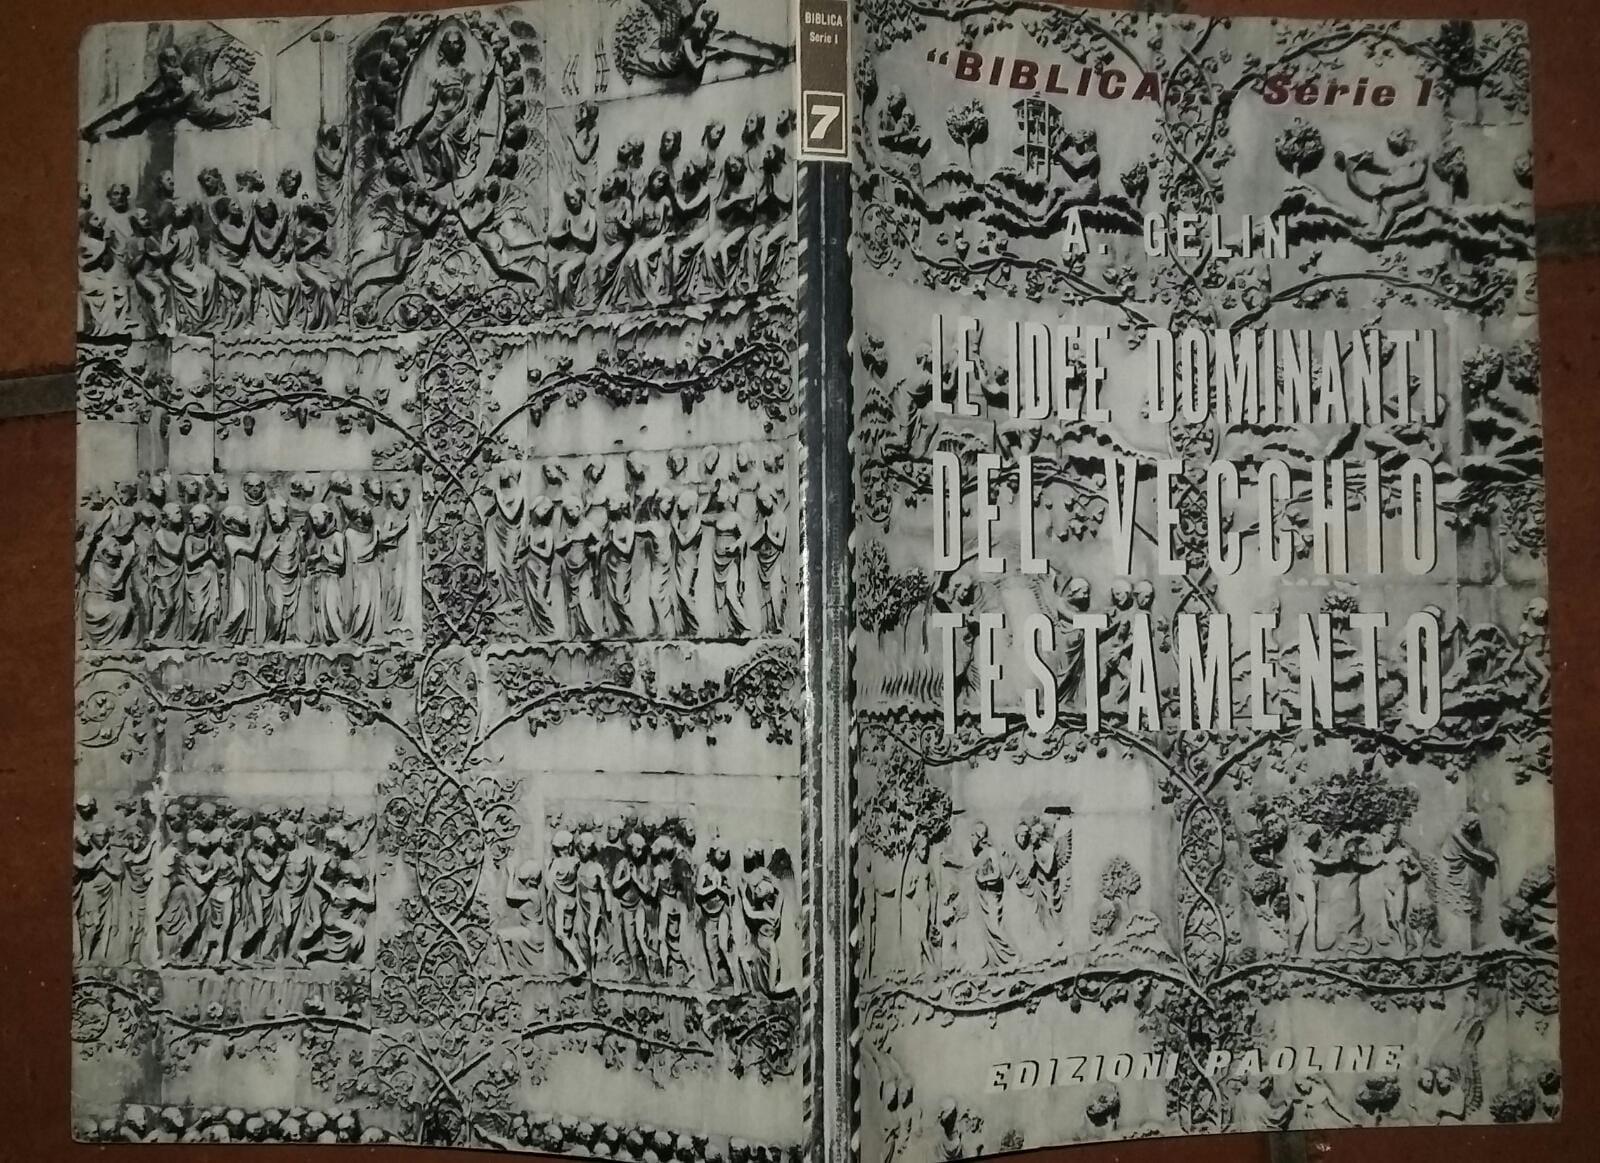 BIBLICA
Serie I
7
“BIBLICA„ - Serie I
A. GELIN
LE IDEE DOMINANTI
DEL VECCHIO
TESTAMENTO
EDIZIONI PAOLINE